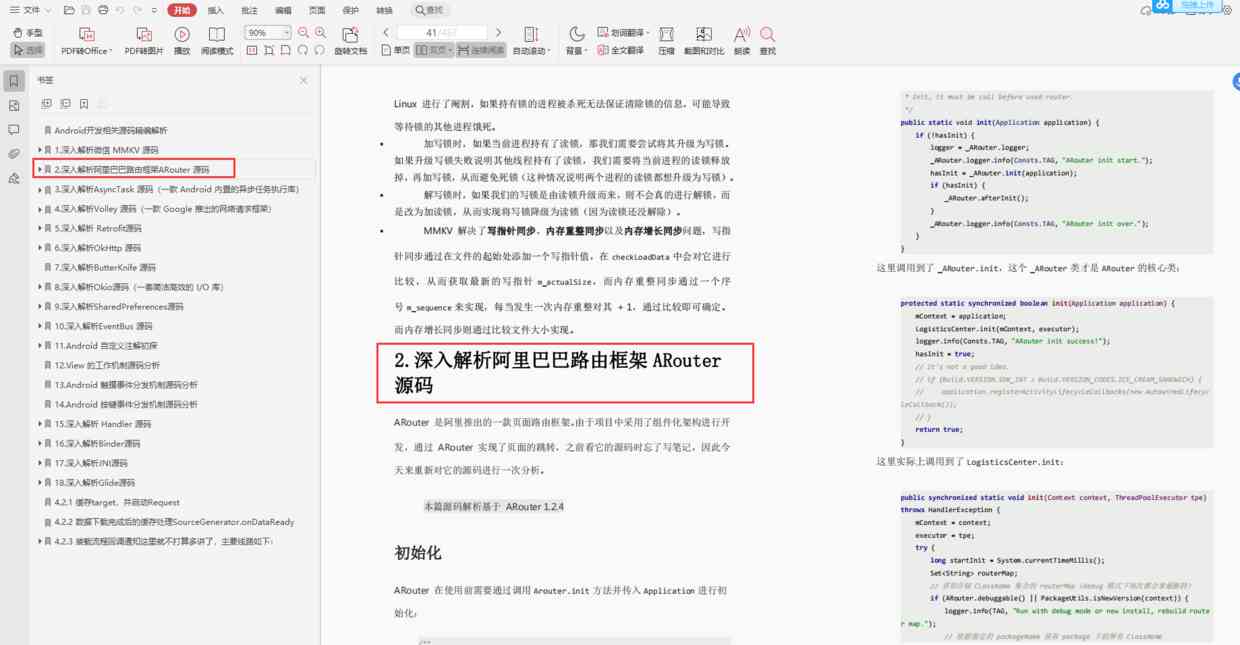 文件
开始
插入
批注
编辑
页面
保护
转换
查找
拖拽上传
手型
选择
PDF转Office
PDF转图片
播放
阅读模式
90%
旋转文档
41/487
单页
双页
连续阅读
自动滚动
背景
划词翻译
全文翻译
压缩
截图和对比
朗读
查找
书签
Android开发相关源码精编解析
1.深入解析微信 MMKV 源码
2.深入解析阿里巴巴路由框架ARouter 源码
3.深入解析AsyncTask 源码（一款 Android 内置的异步任务执行库）
4.深入解析Volley 源码（一款 Google 推出的网络请求框架）
5.深入解析 Retrofit源码
6.深入解析OkHttp 源码
7.深入解析ButterKnife 源码
8.深入解析Okio源码（一套简洁高效的 I/O 库）
9.深入解析SharedPreferences源码
10.深入解析EventBus 源码
11.Android 自定义注解初探
12.View 的工作机制源码分析
13.Android 触摸事件分发机制源码分析
14.Android 按键事件分发机制源码分析
15.深入解析 Handler 源码
16.深入解析Binder源码
17.深入解析JNI源码
18.深入解析Glide源码
4.2.1 缓存target，并启动Request
4.2.2 数据下载完成后的缓存处理SourceGenerator.onDataReady
4.2.3 装载流程回调通知这里就不打算多讲了，主要线路如下:
Linux 进行了阉割，如果持有锁的进程被杀死无法保证清除锁的信息，可能导致
等待锁的其他进程饿死。
• 加写锁时，如果当前进程持有了读锁，那我们需要尝试将其升级为写锁。
如果升级写锁失败说明其他线程持有了读锁，我们需要将当前进程的读锁释放
掉，再加写锁，从而避免死锁（这种情况说明两个进程的读锁都想升级为写锁）。
• 解写锁时，如果我们的写锁是由读锁升级而来，则不会真的进行解锁，而
是改为加读锁，从而实现将写锁降级为读锁（因为读锁还没解除）。
• MMKV 解决了写指针同步、内存重整同步以及内存增长同步问题，写指
针同步通过在文件的起始处添加一个写指针值，在 checkLoadData 中会对它进行
比较，从而获取最新的写指针 m_actualSize，而内存重整同步通过一个序
号 m_sequence 来实现，每当发生一次内存重整对其 + 1，通过比较即可确定。
而内存增长同步则通过比较文件大小实现。
2.深入解析阿里巴巴路由框架 ARouter
源码
ARouter 是阿里推出的一款页面路由框架。由于项目中采用了组件化架构进行开
发，通过 ARouter 实现了页面的跳转，之前看它的源码时忘了写笔记，因此今
天来重新对它的源码进行一次分析。
本篇源码解析基于 ARouter 1.2.4
初始化
ARouter 在使用前需要通过调用 Arouter.init 方法并传入 Application 进行初
始化：
/**
* Init, it must be call before used router.
*/
public static void init(Application application) {
if (!hasInit) {
logger = _ARouter.logger;
_ARouter.logger.info(Consts.TAG, "ARouter init start.");
hasInit = _ARouter.init(application);
if (hasInit) {
_ARouter.afterInit();
}
_ARouter.logger.info(Consts.TAG, "ARouter init over.");
}
}
这里调用到了 _ARouter.init，这个 _ARouter 类才是 ARouter 的核心类：
protected static synchronized boolean init(Application application) {
mContext = application;
LogisticsCenter.init(mContext, executor);
logger.info(Consts.TAG, "ARouter init success!");
hasInit = true;
// It's not a good idea.
// if (Build.VERSION.SDK_INT > Build.VERSION_CODES.ICE_CREAM_SANDWICH) {
// application.registerActivityLifecycleCallbacks(new AutowiredLifecyc
leCallback());
// }
return true;
}
这里实际上调用到了 LogisticsCenter.init：
public synchronized static void init(Context context, ThreadPoolExecutor tpe)
throws HandlerException {
mContext = context;
executor = tpe;
try {
long startInit = System.currentTimeMillis();
Set<String> routerMap;
if (ARouter.debuggable() || PackageUtils.isNewVersion(context)) {
logger.info(TAG, "Run with debug mode or new install, rebuild route
r map.");
// 根据指定的 packageName 获取 package 下的所有 ClassName